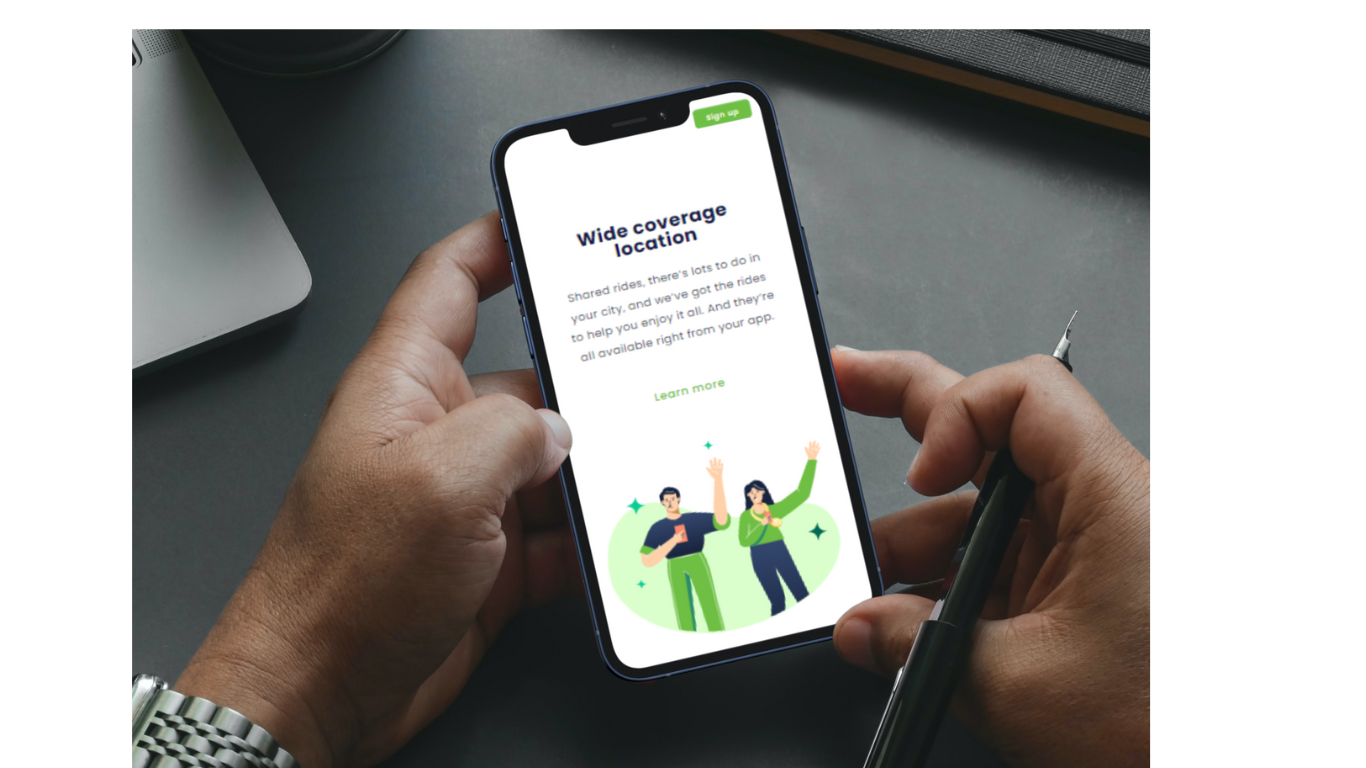 Sign up
Wide coverage
location
Shared rides, there's lots to do in
your city, and we've got the rides
to help you enjoy it all. And they're
all available right from your app.
Learn more